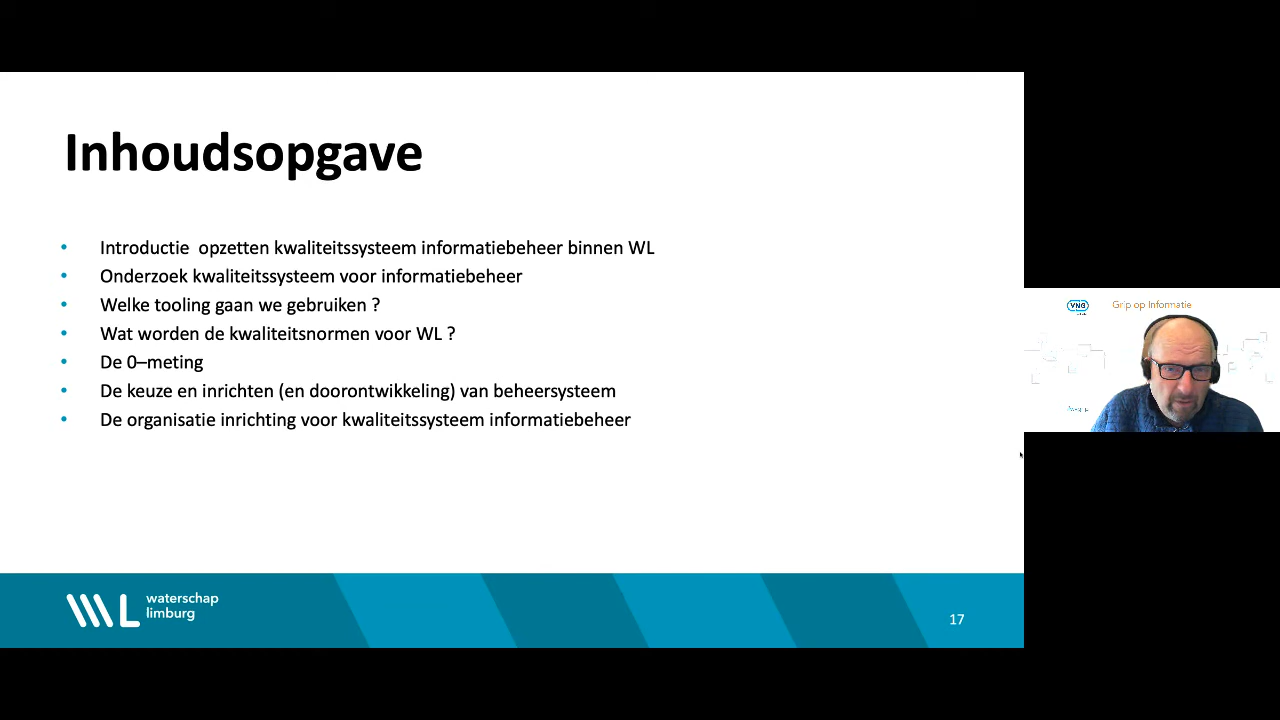 Inhoudsopgave
• Introductie  opzetten kwaliteitssysteem informatiebeheer binnen WL
• Onderzoek kwaliteitssysteem voor informatiebeheer
• Welke tooling gaan we gebruiken ?
• Wat worden de kwaliteitsnormen voor WL ?
• De 0–meting
• De keuze en inrichten (en doorontwikkeling) van beheersysteem
• De organisatie inrichting voor kwaliteitssysteem informatiebeheer
VNG
Grip op Informatie
WL
waterschap
limburg
17